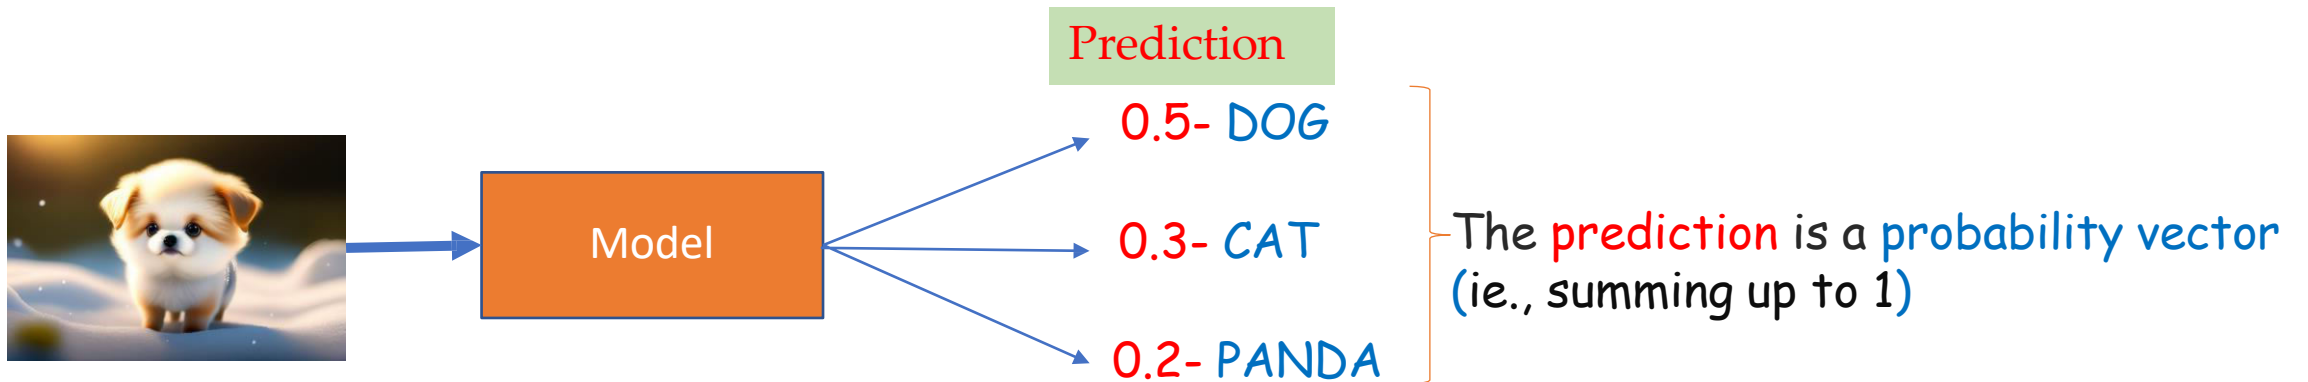 Prediction
0.5- DOG
Model
0.3- CAT
The prediction is a probability vector
(ie., summing up to 1)
0.2- PANDA